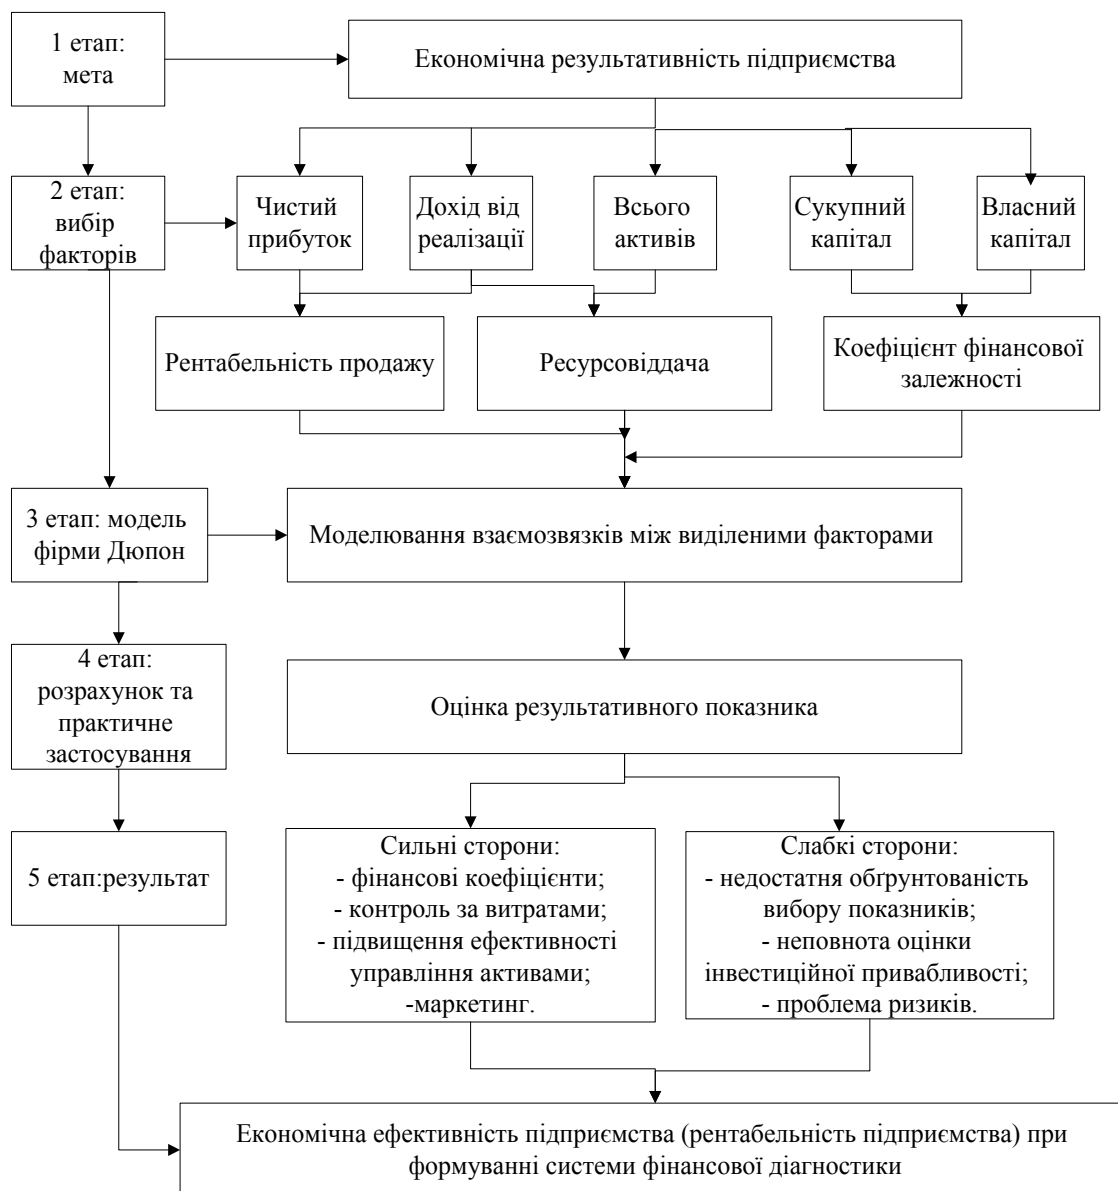 1 етап:
мета
Економічна результативність підприємства
2 етап:
вибір
факторів
Чистий
прибуток
Дохід від
реалізації
Всього
активів
Сукупний
капітал
Власний
капітал
Рентабельність продажу
Ресурсовіддача
Коефіцієнт фінансової
залежності
3 етап: модель
фірми Дюпон
Моделювання взаємозвязків між виділеними факторами
4 етап:
розрахунок та
практичне
застосування
Оцінка результативного показника
5 етап:результат
Сильні сторони:
- фінансові коефіцієнти;
- контроль за витратами;
- підвищення ефективності
управління активами;
-маркетинг.
Слабкі сторони:
- недостатня обґрунтованість
вибору показників;
- неповнота оцінки
інвестиційної привабливості;
- проблема ризиків.
Економічна ефективність підприємства (рентабельність підприємства) при
формуванні системи фінансової діагностики